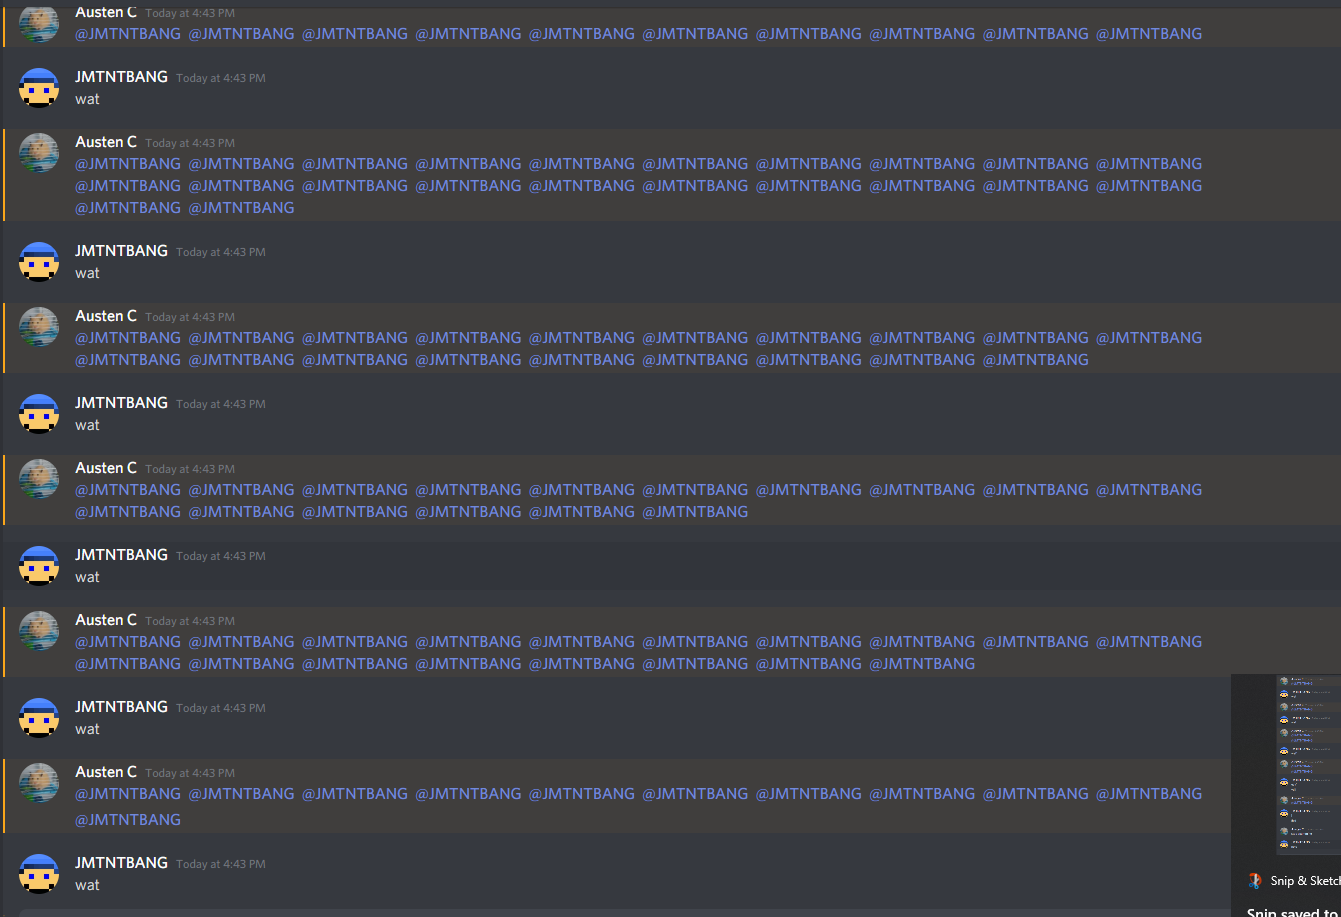 Austen C Today at 4:43 PM
@JMTNTBANG @JMTNTBANG @JMTNTBANG @JMTNTBANG @JMTNTBANG @JMTNTBANG @JMTNTBANG @JMTNTBANG @JMTNTBANG @JMTNTBANG
JMTNTBANG Today at 4:43 PM
wat
Austen C Today at 4:43 PM
@JMTNTBANG @JMTNTBANG @JMTNTBANG @JMTNTBANG @JMTNTBANG @JMTNTBANG @JMTNTBANG @JMTNTBANG @JMTNTBANG @JMTNTBANG
@JMTNTBANG @JMTNTBANG @JMTNTBANG @JMTNTBANG @JMTNTBANG @JMTNTBANG @JMTNTBANG @JMTNTBANG @JMTNTBANG @JMTNTBANG
@JMTNTBANG @JMTNTBANG
JMTNTBANG Today at 4:43 PM
wat
Austen C Today at 4:43 PM
@JMTNTBANG @JMTNTBANG @JMTNTBANG @JMTNTBANG @JMTNTBANG @JMTNTBANG @JMTNTBANG @JMTNTBANG @JMTNTBANG @JMTNTBANG
@JMTNTBANG @JMTNTBANG @JMTNTBANG @JMTNTBANG @JMTNTBANG @JMTNTBANG @JMTNTBANG @JMTNTBANG @JMTNTBANG
JMTNTBANG Today at 4:43 PM
wat
Austen C Today at 4:43 PM
@JMTNTBANG @JMTNTBANG @JMTNTBANG @JMTNTBANG @JMTNTBANG @JMTNTBANG @JMTNTBANG @JMTNTBANG @JMTNTBANG @JMTNTBANG
@JMTNTBANG @JMTNTBANG @JMTNTBANG @JMTNTBANG @JMTNTBANG @JMTNTBANG
JMTNTBANG Today at 4:43 PM
wat
Austen C Today at 4:43 PM
@JMTNTBANG @JMTNTBANG @JMTNTBANG @JMTNTBANG @JMTNTBANG @JMTNTBANG @JMTNTBANG @JMTNTBANG @JMTNTBANG @JMTNTBANG
@JMTNTBANG @JMTNTBANG @JMTNTBANG @JMTNTBANG @JMTNTBANG @JMTNTBANG @JMTNTBANG @JMTNTBANG
JMTNTBANG Today at 4:43 PM
wat
Austen C Today at 4:43 PM
@JMTNTBANG @JMTNTBANG @JMTNTBANG @JMTNTBANG @JMTNTBANG @JMTNTBANG @JMTNTBANG @JMTNTBANG @JMTNTBANG @JMTNTBANG
@JMTNTBANG
JMTNTBANG Today at 4:43 PM
wat
Snip & Sketch
Snip saved to